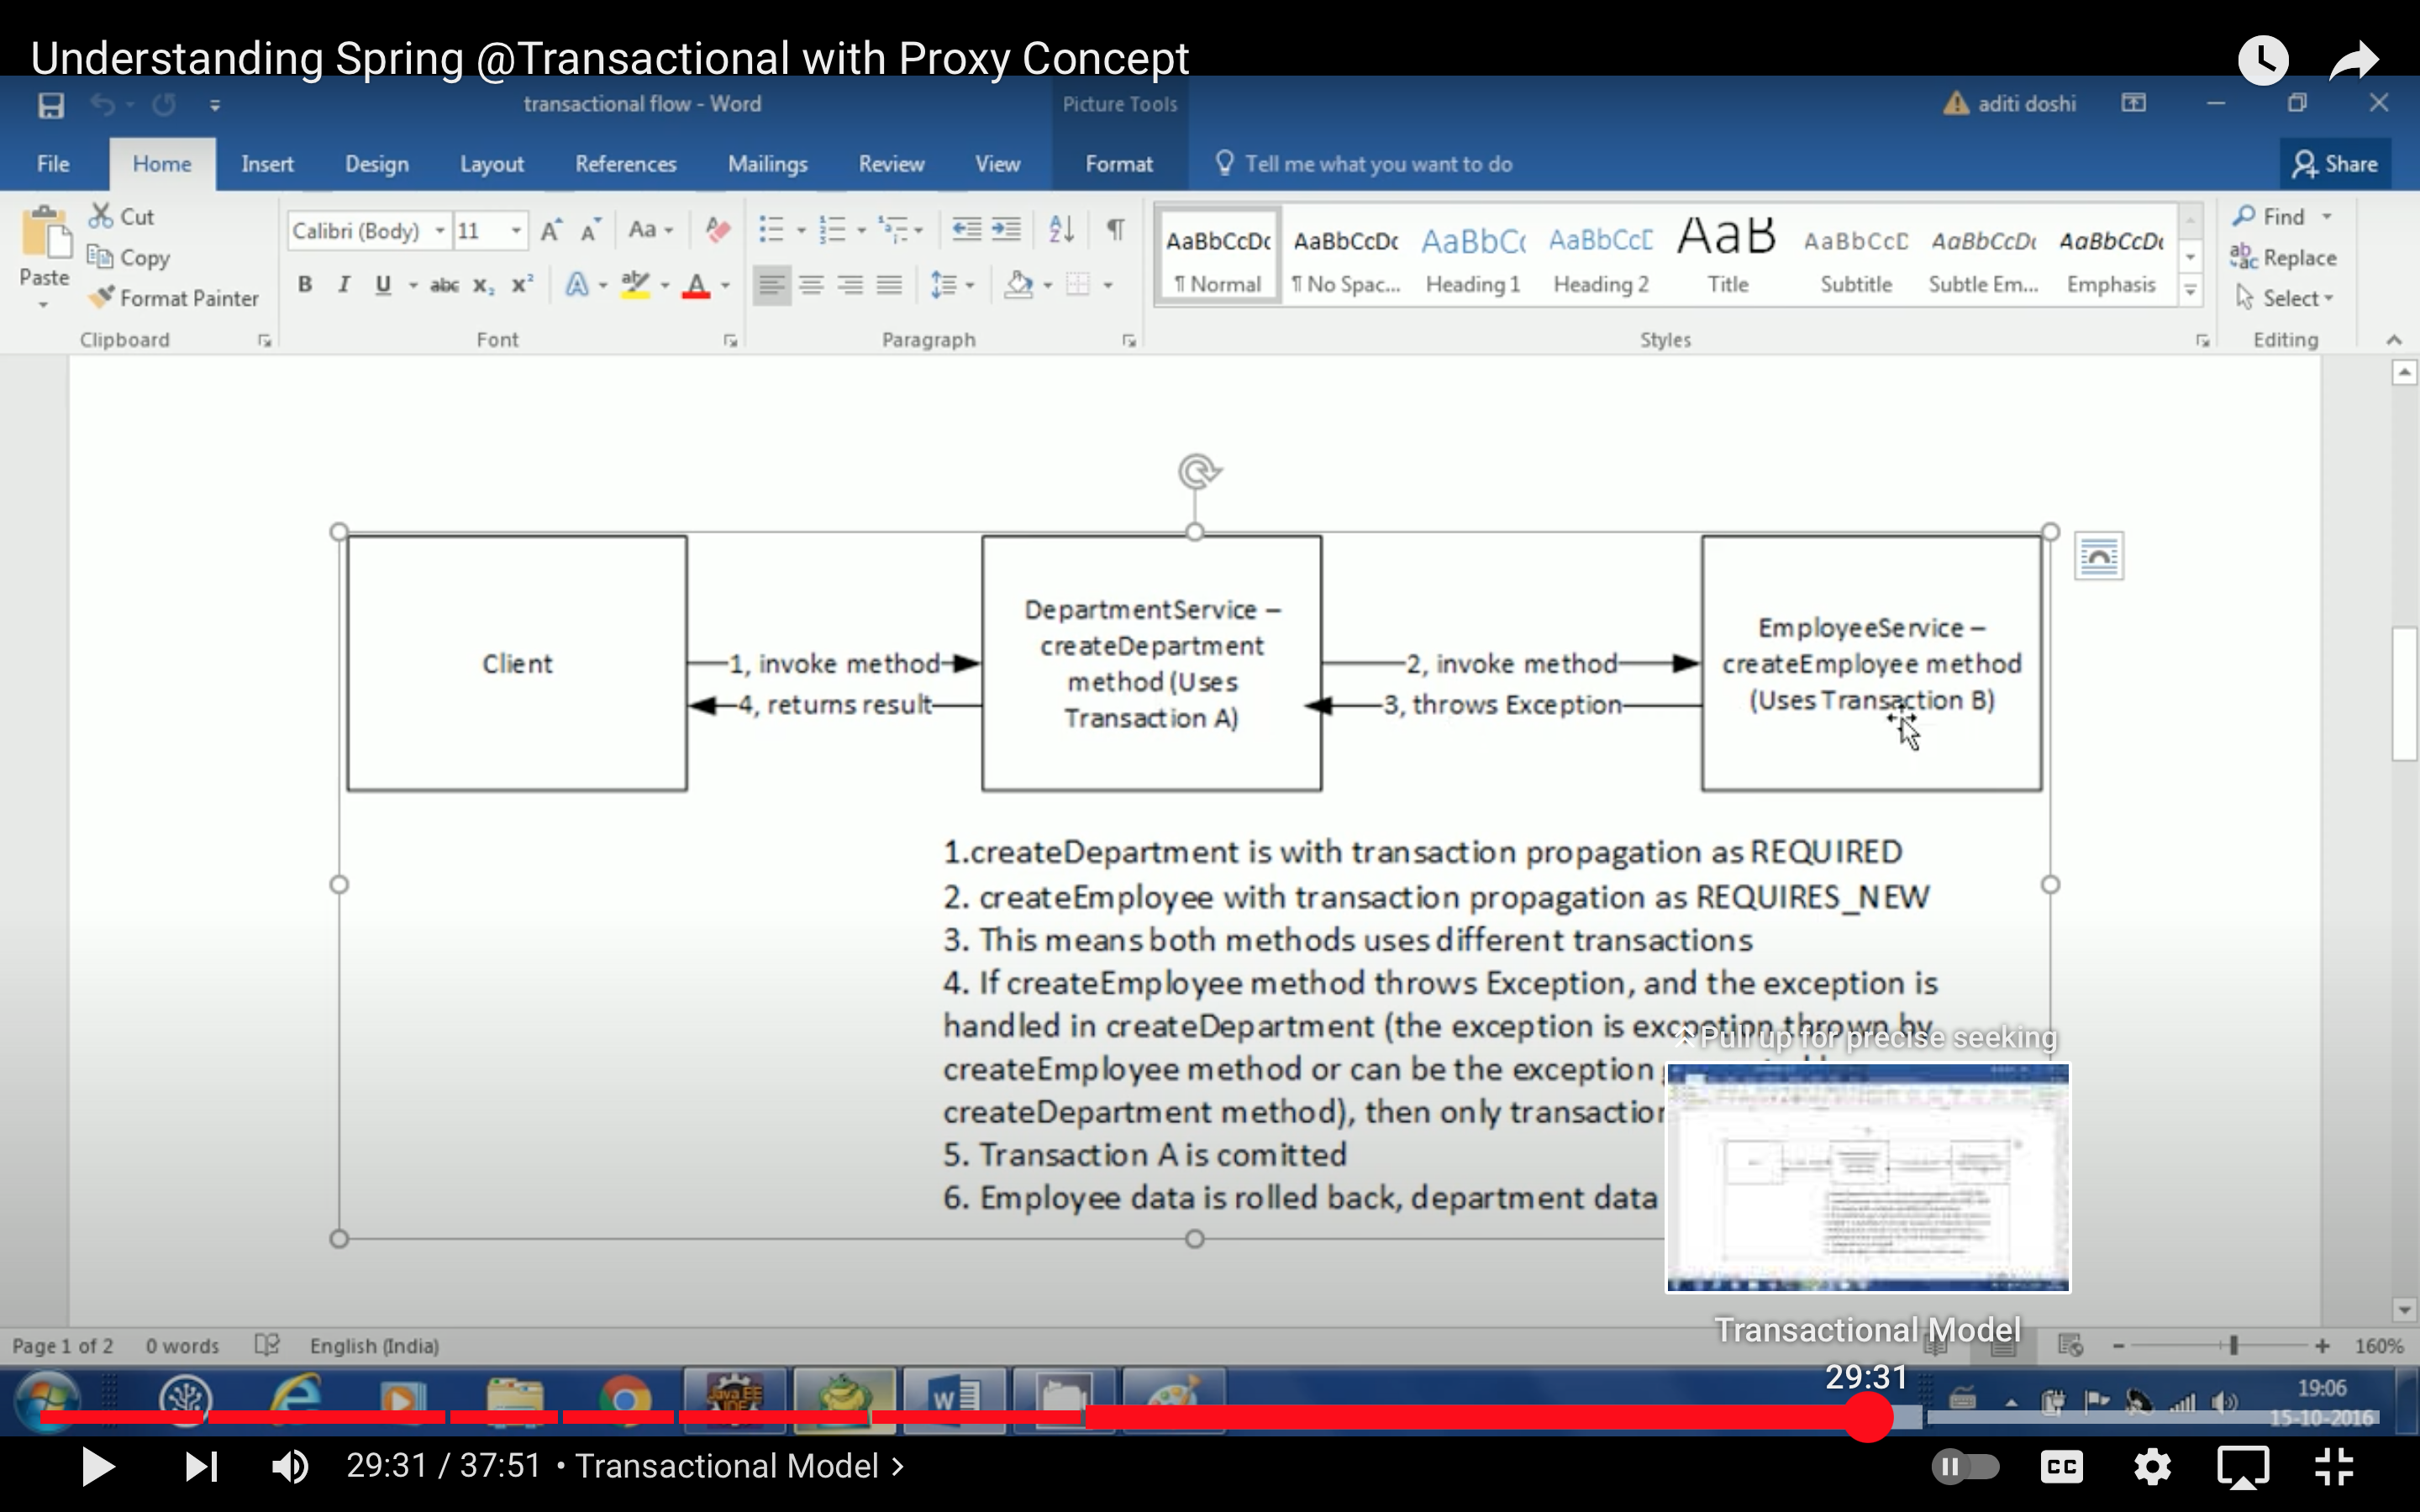 Understanding Spring @Transactional with Proxy Concept
transactional flow - Word
Picture Tools
aditi doshi
File
Home
Insert
Design
Layout
References
Mailings
Review
View
Format
Tell me what you want to do
Share
Paste
Cut
Copy
Format Painter
Clipboard
Calibri (Body)
11
Font
Paragraph
AaBbCcDc
¶ Normal
AaBbCcDc
¶ No Spac...
AaBbC
Heading 1
AaBbCc
Heading 2
AaB
Title
AaBbCcD
Subtitle
AaBbCcDc
Subtle Em...
AaBbCcDc
Emphasis
Styles
Find
Replace
Select
Editing
Client
1, invoke method
4, returns result
DepartmentService –
createDepartment
method (Uses
Transaction A)
2, invoke method
3, throws Exception
EmployeeService –
createEmployee method
(Uses Transaction B)
1.createDepartment is with transaction propagation as REQUIRED
2. createEmployee with transaction propagation as REQUIRES_NEW
3. This means both methods uses different transactions
4. If createEmployee method throws Exception, and the exception is
handled in createDepartment (the exception is thrown by
createEmployee method or can be the exception
createDepartment method), then only
5. Transaction A is comitted
6. Employee data is rolled back, department data
Pull up for precise seeking
Transactional Model
29:31
Page 1 of 2
0 words
English (India)
160%
19:06
15-10-2016
29:31 / 37:51 • Transactional Model >
CC